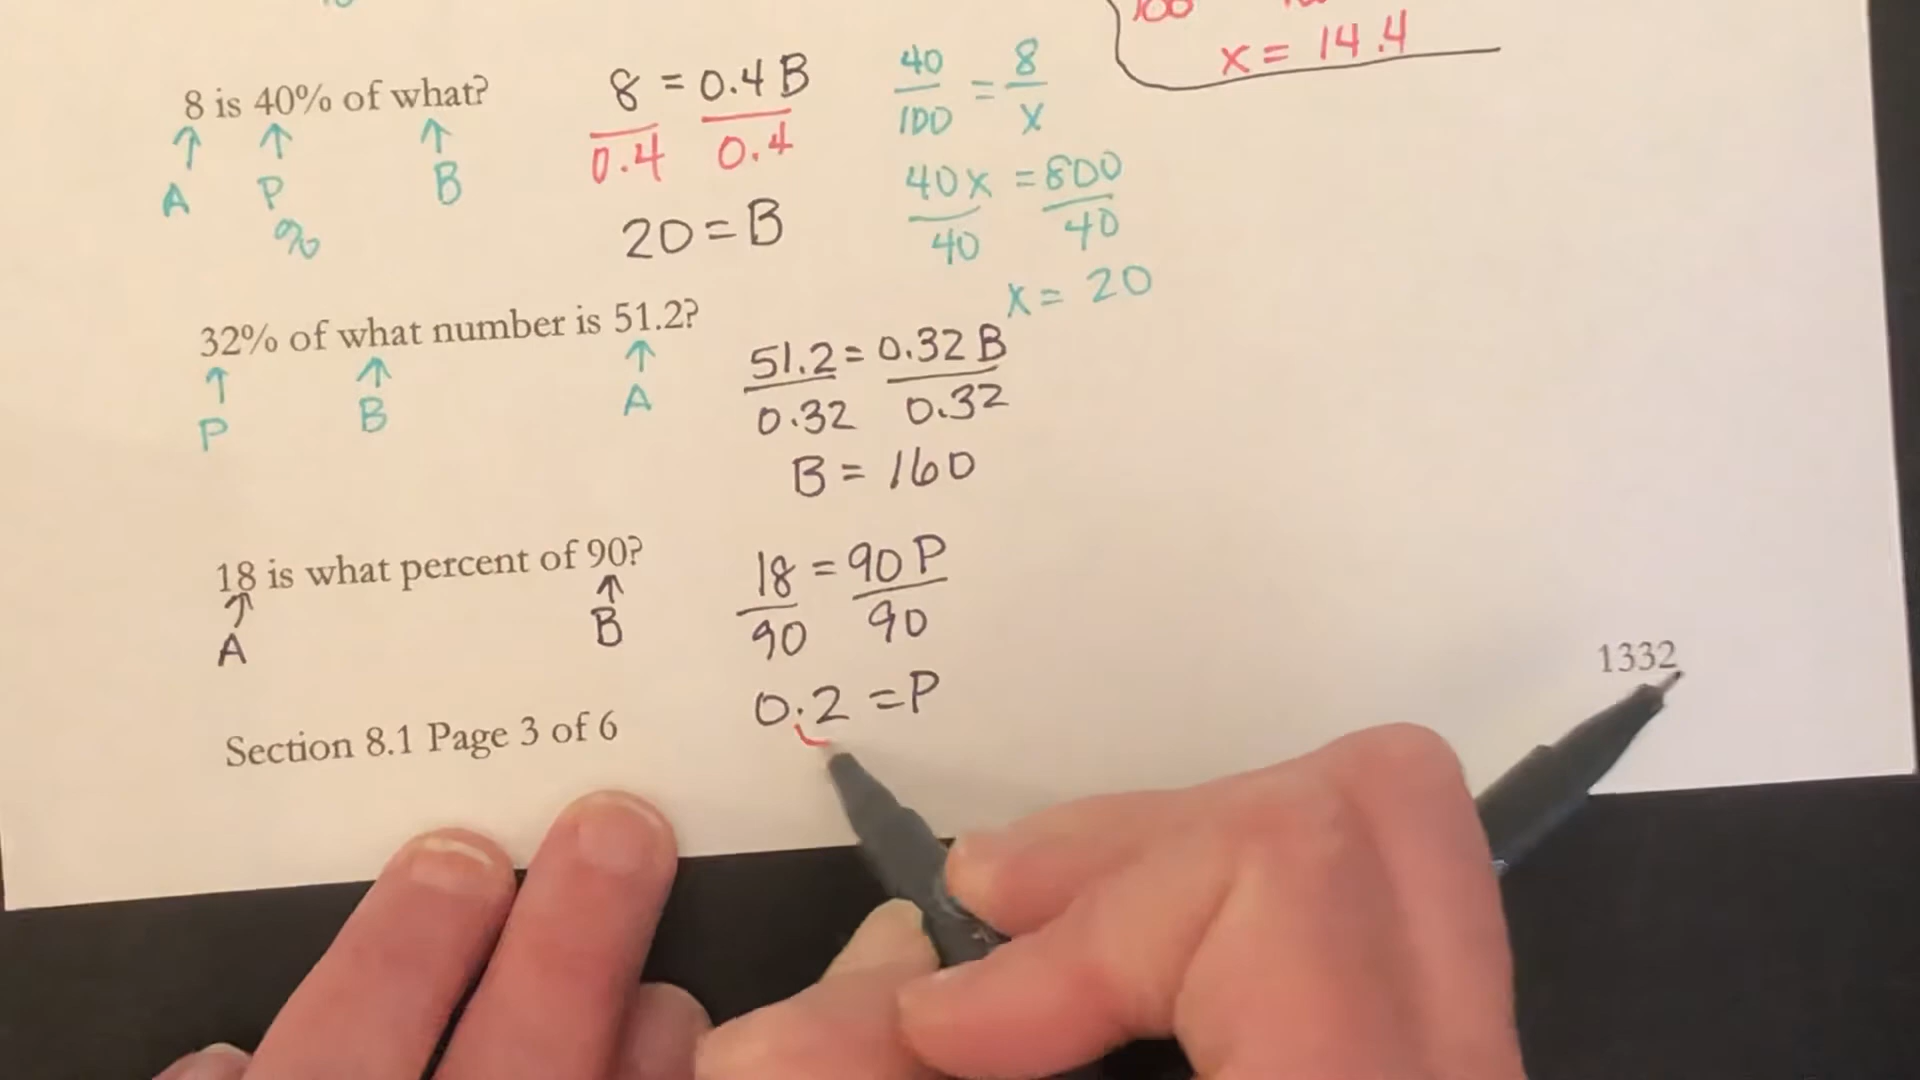 x = 14.4
8 is 40% of what?
A P B
%
8 = 0.4 B
0.4 0.4
20 = B
40 = 8
100 X
40X = 800
40 40
X = 20
32% of what number is 51.2?
P B A
51.2 = 0.32 B
0.32 0.32
B = 160
18 is what percent of 90?
A B
18 = 90 P
90 90
0.2 = P
Section 8.1 Page 3 of 6
1332